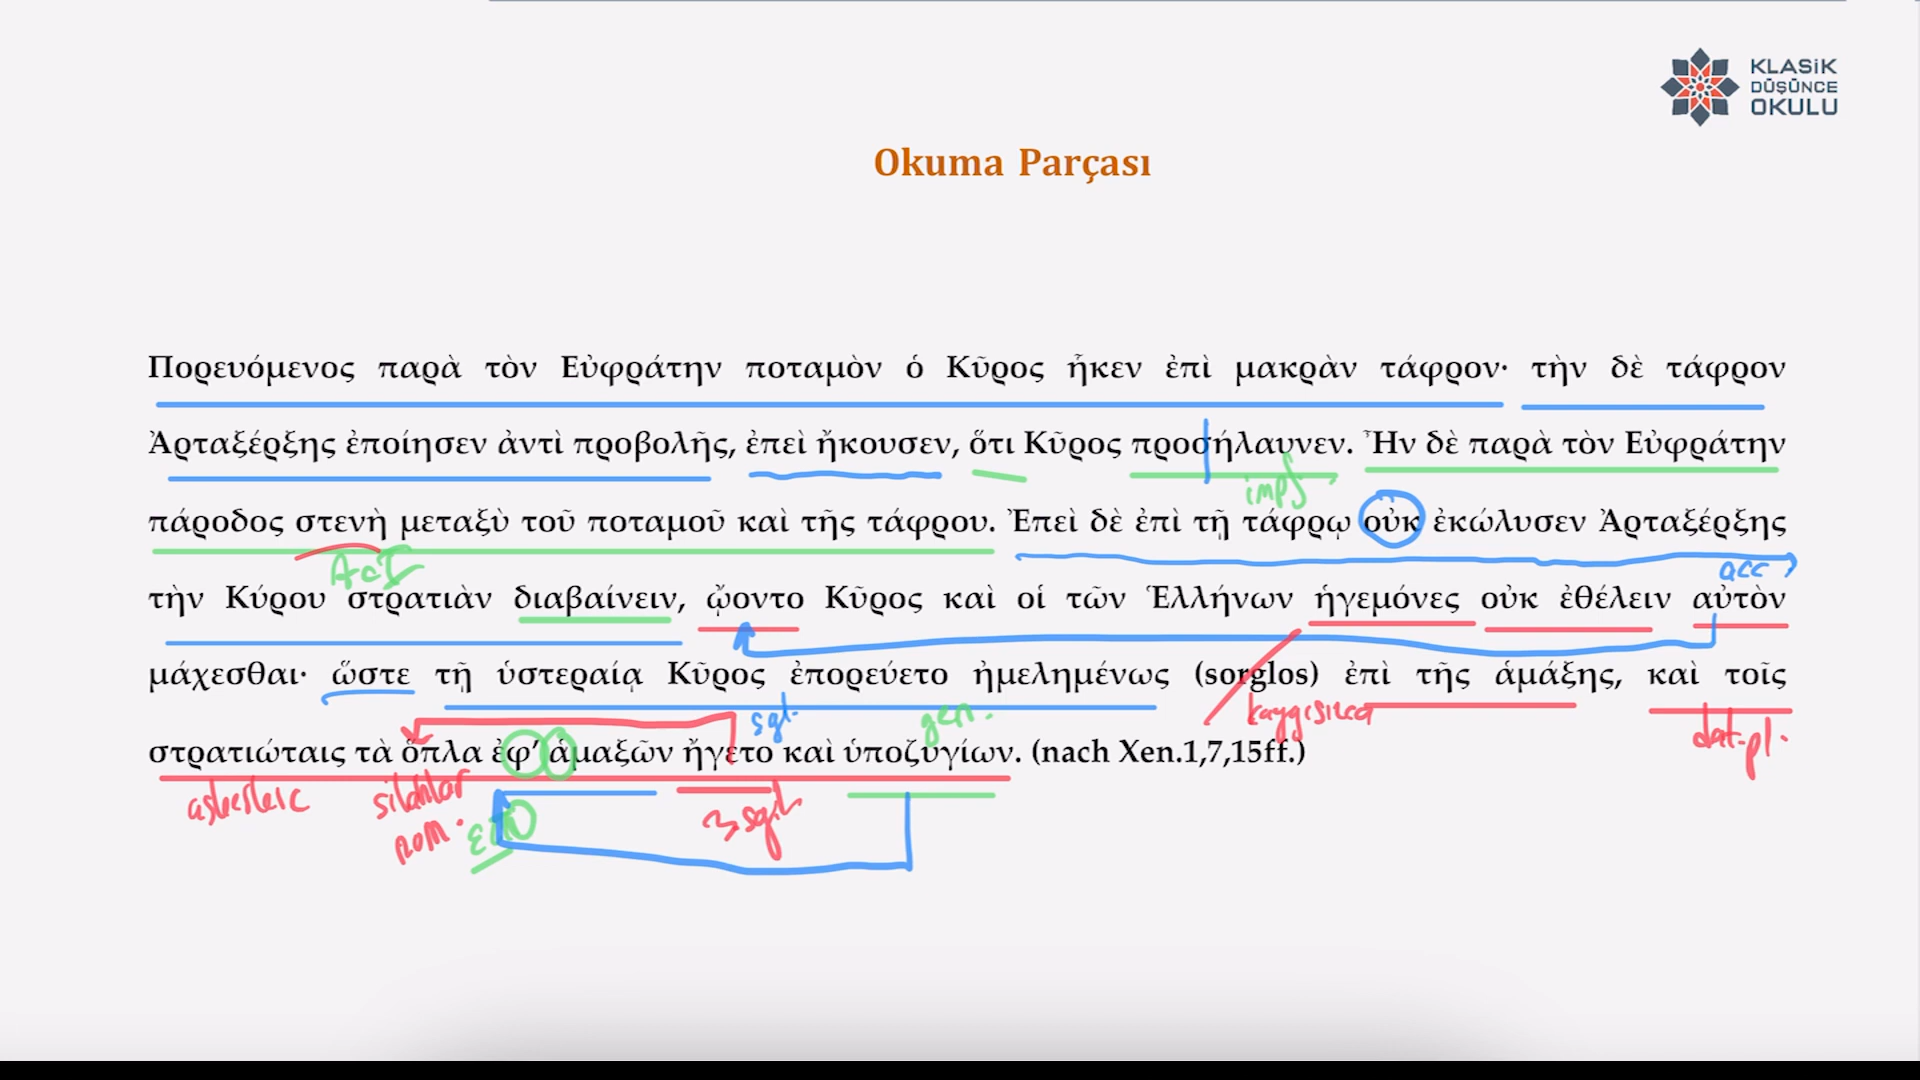 KLASİK
DÜŞÜNCE
OKULU
Okuma Parçası
Πορευόμενος παρὰ τὸν Εὐφράτην ποταμὸν ὁ Κῦρος ἧκεν ἐπὶ μακρὰν τάφρον· τὴν δὲ τάφρον
Ἀρταξέρξης ἐποίησεν ἀντὶ προβολῆς, ἐπεὶ ἤκουσεν, ὅτι Κῦρος προσήλαυνεν. Ἦν δὲ παρὰ τὸν Εὐφράτην
impf
πάροδος στενὴ μεταξὺ τοῦ ποταμοῦ καὶ τῆς τάφρου. Ἐπεὶ δὲ ἐπὶ τῇ τάφρῳ οὐκ ἐκώλυσεν Ἀρταξέρξης
AcI acc
τὴν Κύρου στρατιὰν διαβαίνειν, ᾤοντο Κῦρος καὶ οἱ τῶν Ἑλλήνων ἡγεμόνες οὐκ ἐθέλειν αὐτὸν
μάχεσθαι· ὥστε τῇ ὑστεραίᾳ Κῦρος ἐπορεύετο ἠμελημένως (sorglos) ἐπὶ τῆς ἁμάξης, καὶ τοῖς
sgl. gen. kaygısızca dat.pl.
στρατιώταις τὰ ὅπλα ἐφ’ ἁμαξῶν ἤγετο καὶ ὑποζυγίων. (nach Xen.1,7,15ff.)
silahlar
nom.